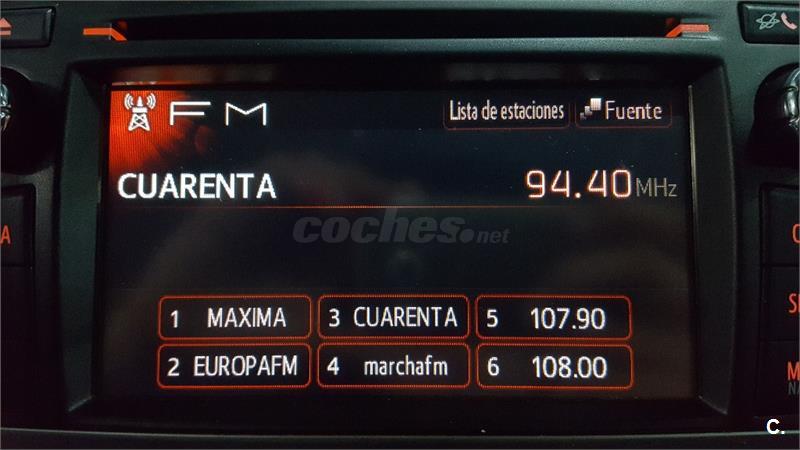 FM
Lista de estaciones
Fuente
CUARENTA
94.40MHz
coches.net
1 MAXIMA
3 CUARENTA
5 107.90
2 EUROPAFM
4 marchafm
6 108.00
A
C.